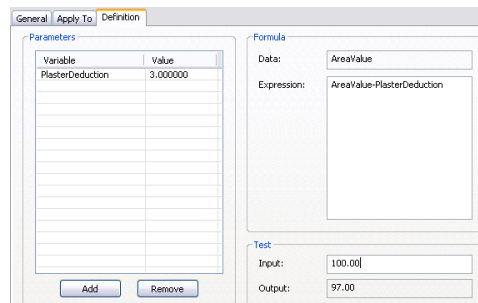 General Apply To Definition
Parameters
Variable Value
PlasterDeduction 3.000000
Add Remove
Formula
Data: AreaValue
Expression: AreaValue-PlasterDeduction
Test
Input: 100.00
Output: 97.00